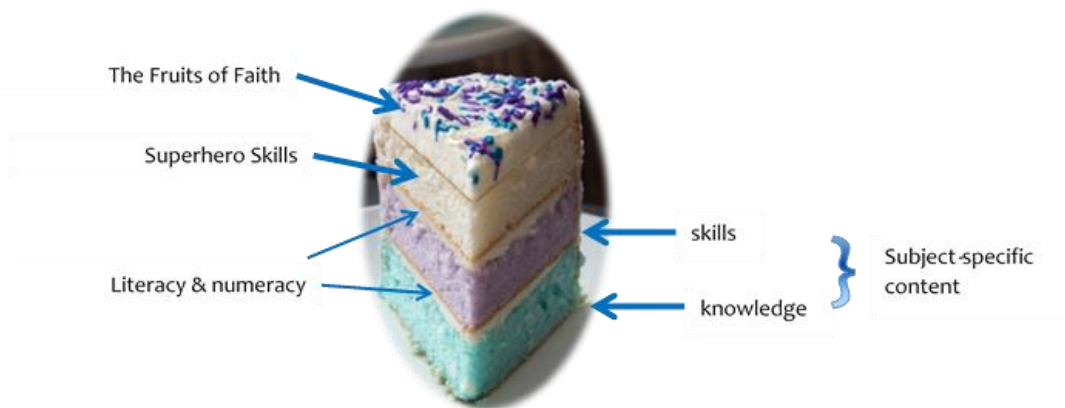 The Fruits of Faith
Superhero Skills
Literacy & numeracy
skills
knowledge
Subject-specific
content